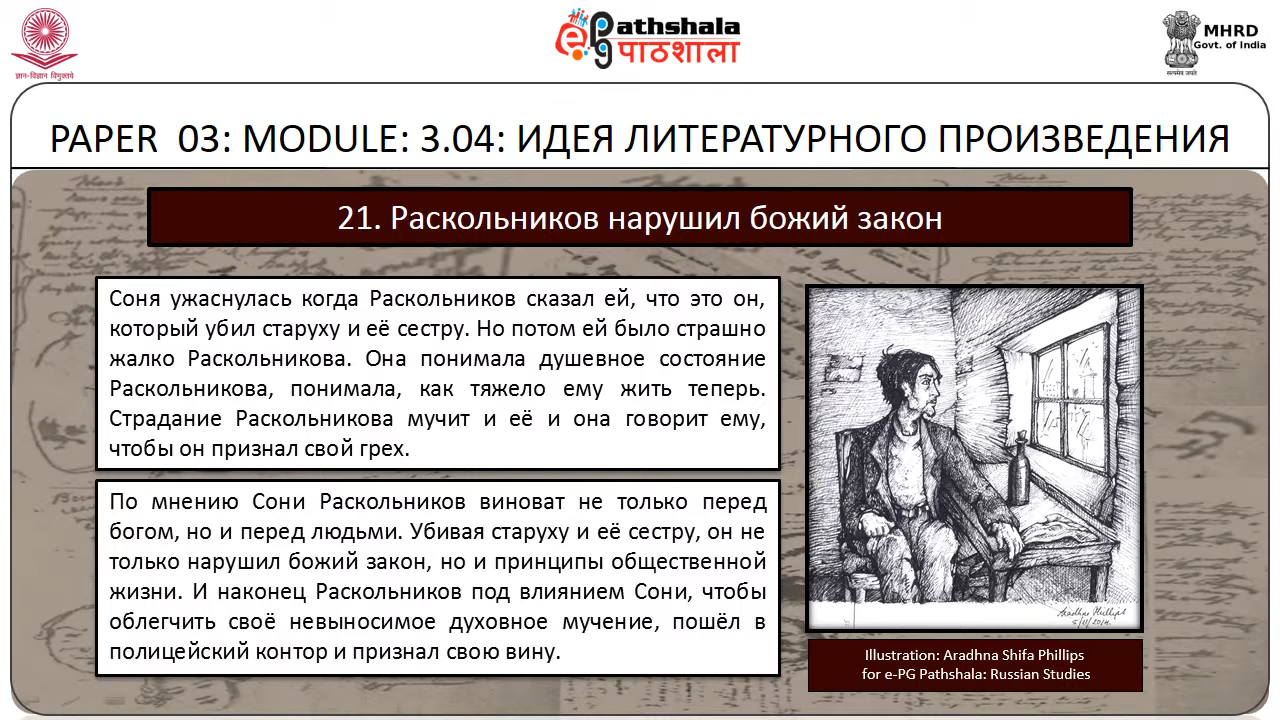 ज्ञान-विज्ञान विमुक्तये
ePG Pathshala
पाठशाला
MHRD
Govt. of India
सत्यमेव जयते
PAPER 03: MODULE: 3.04: ИДЕЯ ЛИТЕРАТУРНОГО ПРОИЗВЕДЕНИЯ
21. Раскольников нарушил божий закон
Соня ужаснулась когда Раскольников сказал ей, что это он,
который убил старуху и её сестру. Но потом ей было страшно
жалко Раскольникова. Она понимала душевное состояние
Раскольникова, понимала, как тяжело ему жить теперь.
Страдание Раскольникова мучит и её и она говорит ему,
чтобы он признал свой грех.
По мнению Сони Раскольников виноват не только перед
богом, но и перед людьми. Убивая старуху и её сестру, он не
только нарушил божий закон, но и принципы общественной
жизни. И наконец Раскольников под влиянием Сони, чтобы
облегчить своё невыносимое духовное мучение, пошёл в
полицейский контор и признал свою вину.
Aradhna Phillips
5/11/2014.
Illustration: Aradhna Shifa Phillips
for e-PG Pathshala: Russian Studies